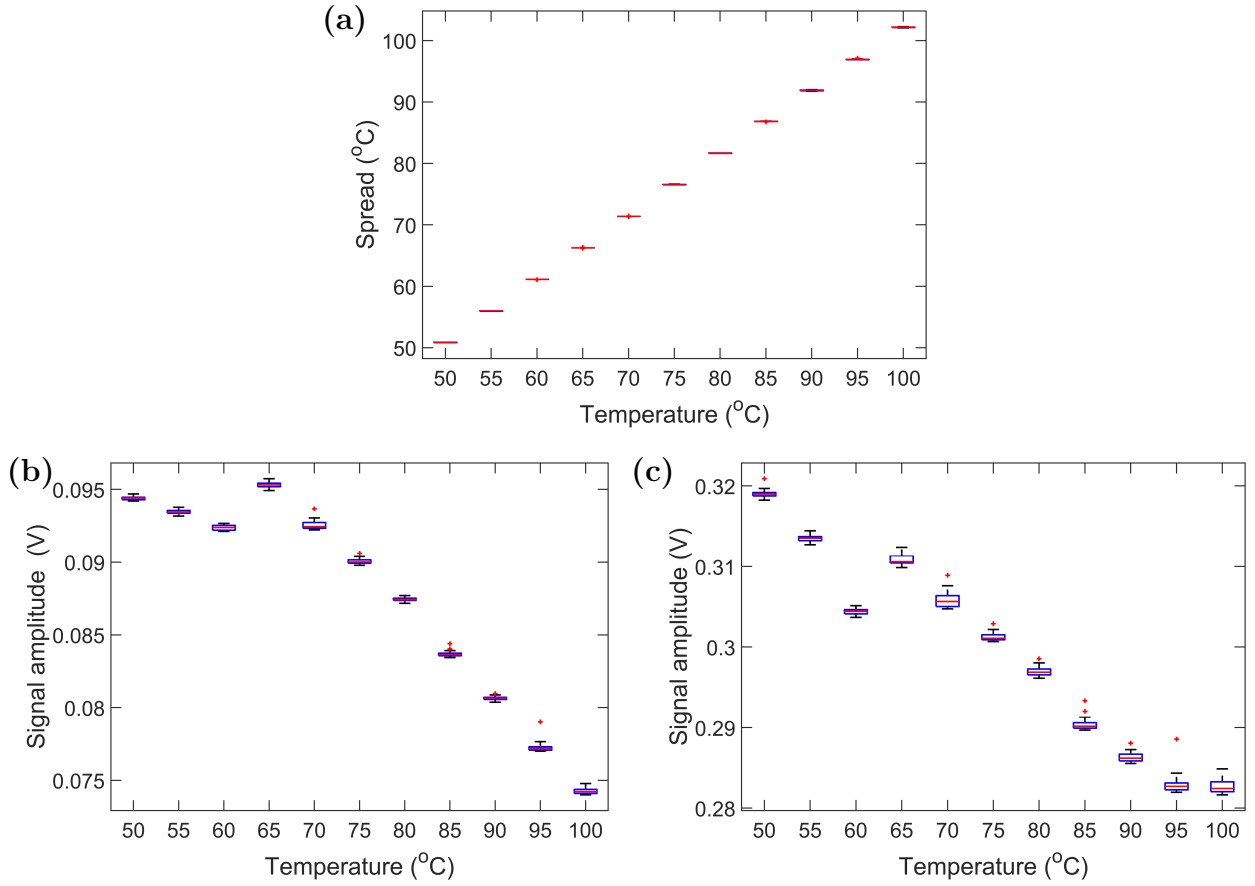 (a)
100
90
80
70
60
50
Spread (°C)
50 55 60 65 70 75 80 85 90 95 100
Temperature (°C)
(b)
0.095
0.09
0.085
0.08
0.075
Signal amplitude (V)
50 55 60 65 70 75 80 85 90 95 100
Temperature (°C)
(c)
0.32
0.31
0.3
0.29
0.28
Signal amplitude (V)
50 55 60 65 70 75 80 85 90 95 100
Temperature (°C)